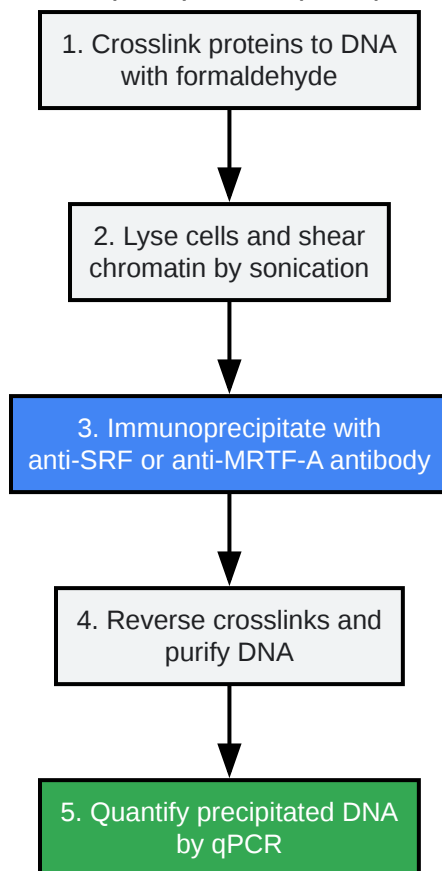 1. Crosslink proteins to DNA
with formaldehyde
2. Lyse cells and shear
chromatin by sonication
3. Immunoprecipitate with
anti-SRF or anti-MRTF-A antibody
4. Reverse crosslinks and
purify DNA
5. Quantify precipitated DNA
by qPCR